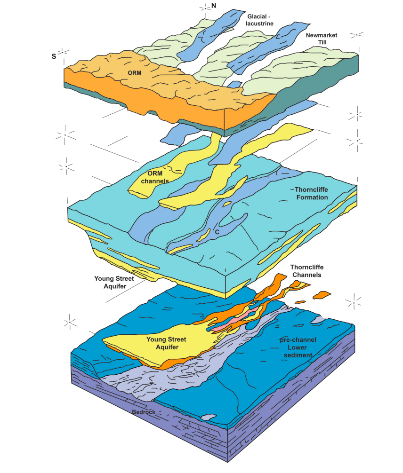 N
Glacial -
lacustrine
Newmarket
Till
S
ORM
ORM
channels
Thorncliffe
Formation
C
Young Street
Aquifer
Thorncliffe
Channels
Young Street
Aquifer
pre-channel
Lower
sediment
Bedrock